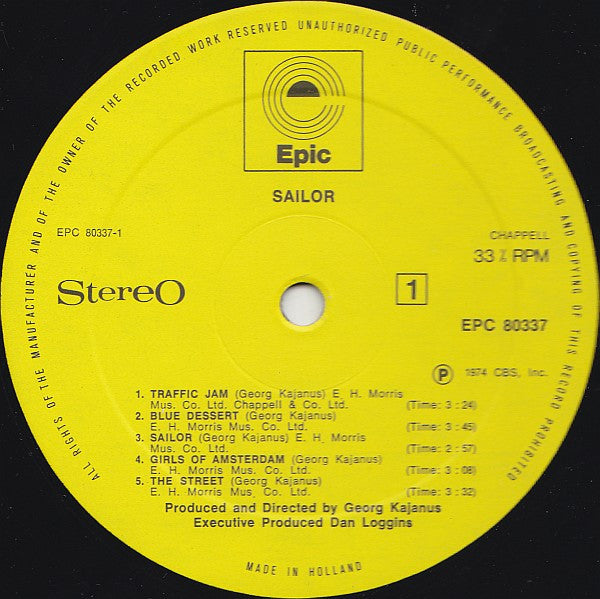 ALL RIGHTS OF THE MANUFACTURER AND OF THE OWNER OF THE RECORDED WORK RESERVED UNAUTHORIZED PUBLIC PERFORMANCE BROADCASTING AND COPYING OF THIS RECORD PROHIBITED
Epic
SAILOR
EPC 80337-1
CHAPPELL
33 ⅓ RPM
Stereo
1
EPC 80337
℗ 1974 CBS, Inc.
1. TRAFFIC JAM (Georg Kajanus) E. H. Morris
Mus. Co. Ltd. Chappell & Co. Ltd. (Time: 3 : 24)
2. BLUE DESSERT (Georg Kajanus)
E. H. Morris Mus. Co. Ltd. (Time: 3 : 45)
3. SAILOR (Georg Kajanus) E. H. Morris
Mus. Co. Ltd. (Time: 2 : 57)
4. GIRLS OF AMSTERDAM (Georg Kajanus)
E. H. Morris Mus. Co. Ltd. (Time: 3 : 08)
5. THE STREET (Georg Kajanus)
E. H. Morris Mus. Co. Ltd. (Time: 3 : 32)
Produced and Directed by Georg Kajanus
Executive Produced Dan Loggins
MADE IN HOLLAND